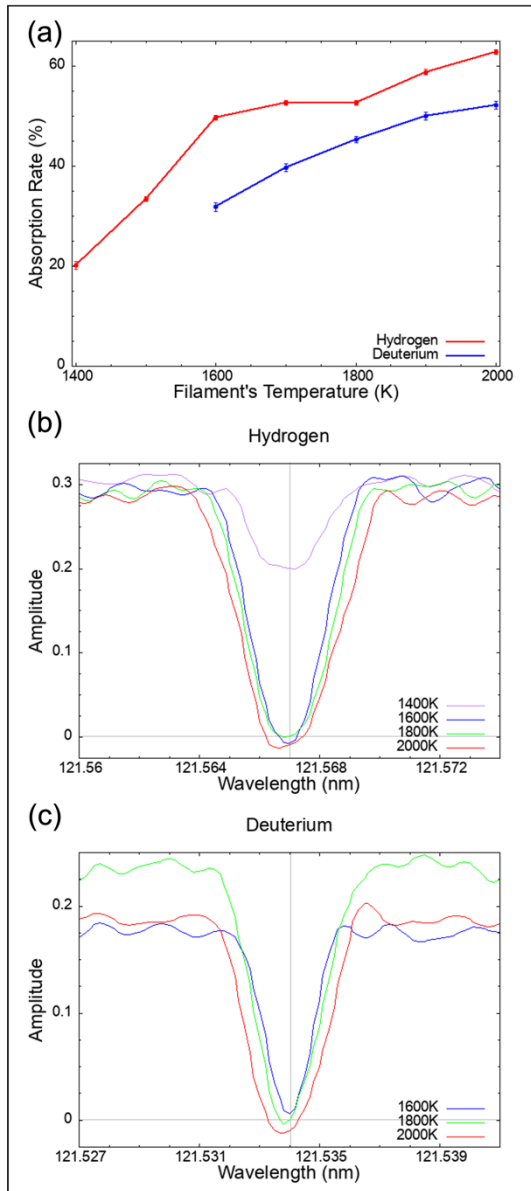 (a)
60
40
20
0
Absorption Rate (%)
Hydrogen
Deuterium
1400
1600
1800
2000
Filament's Temperature (K)
(b)
Hydrogen
0.3
0.2
0.1
0
Amplitude
1400K
1600K
1800K
2000K
121.56
121.564
121.568
121.572
Wavelength (nm)
(c)
Deuterium
0.2
0.1
0
Amplitude
1600K
1800K
2000K
121.527
121.531
121.535
121.539
Wavelength (nm)